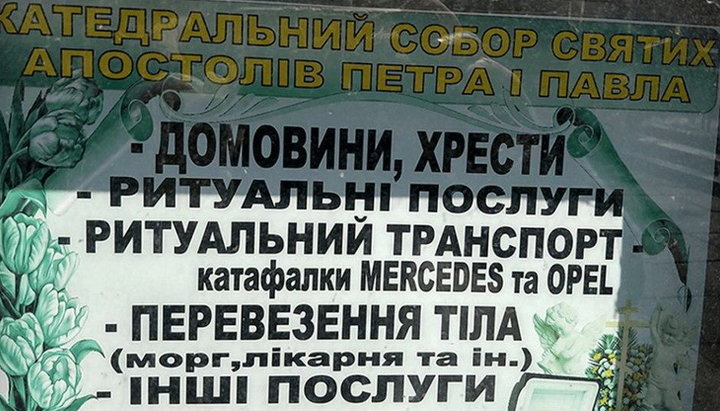 КАТЕДРАЛЬНИЙ СОБОР СВЯТИХ
АПОСТОЛІВ ПЕТРА І ПАВЛА
- ДОМОВИНИ, ХРЕСТИ
- РИТУАЛЬНІ ПОСЛУГИ
- РИТУАЛЬНИЙ ТРАНСПОРТ -
катафалки MERCEDES та OPEL
- ПЕРЕВЕЗЕННЯ ТІЛА
(морг,лікарня та ін.)
- ІНШІ ПОСЛУГИ